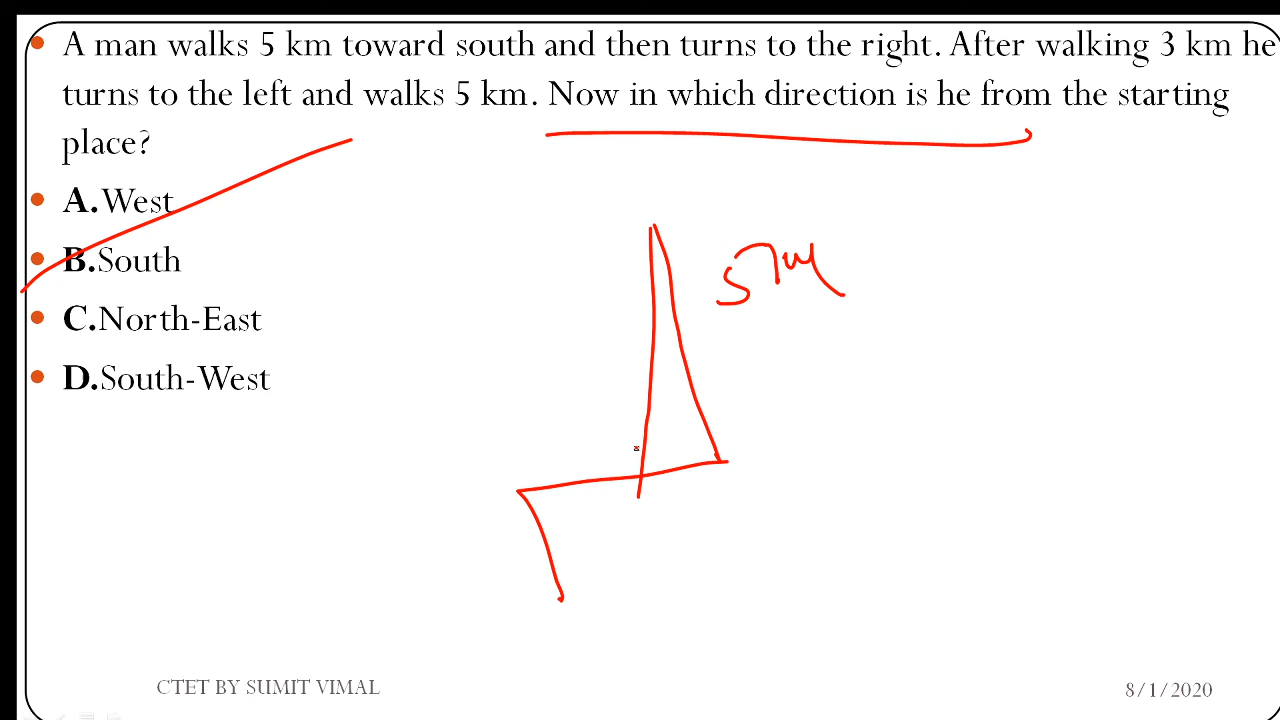 A man walks 5 km toward south and then turns to the right. After walking 3 km he
turns to the left and walks 5 km. Now in which direction is he from the starting
place?
A.West
B.South
C.North-East
D.South-West
CTET BY SUMIT VIMAL
8/1/2020